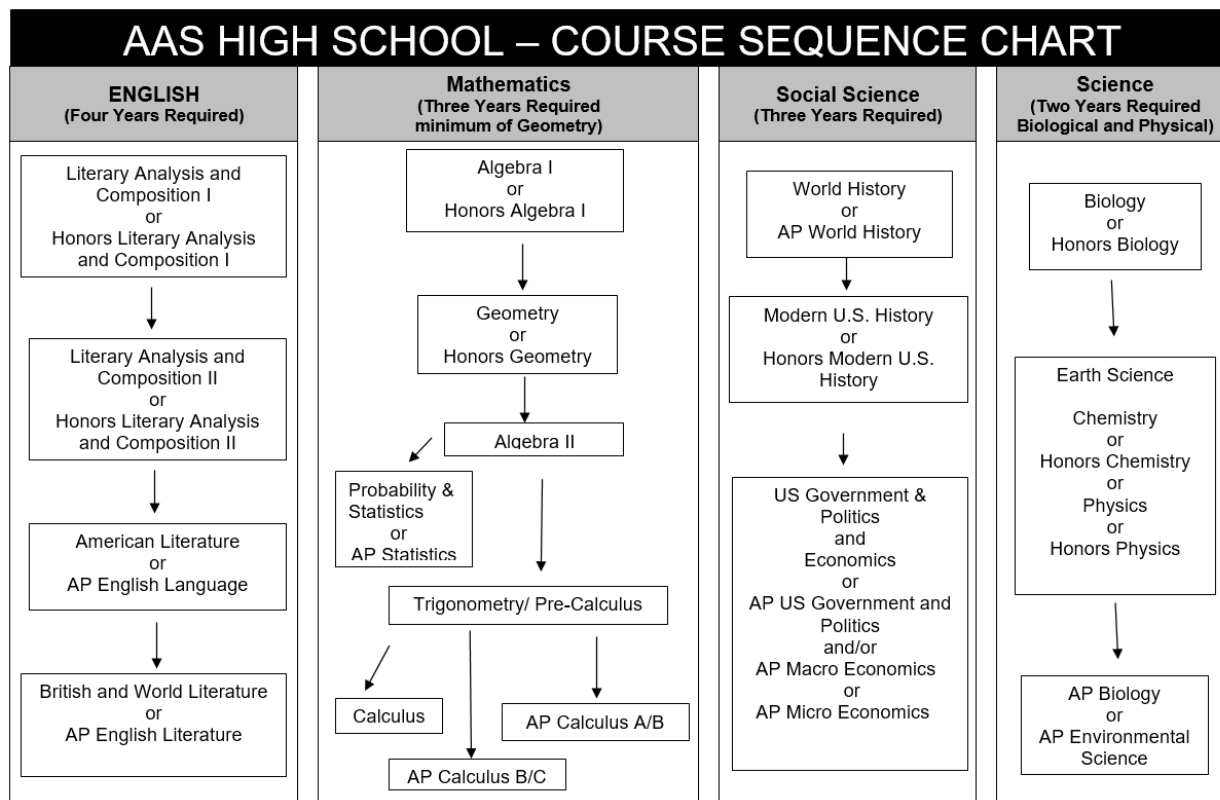 AAS HIGH SCHOOL – COURSE SEQUENCE CHART
ENGLISH
(Four Years Required)
Literary Analysis and
Composition I
or
Honors Literary Analysis
and Composition I
Literary Analysis and
Composition II
or
Honors Literary Analysis
and Composition II
American Literature
or
AP English Language
British and World Literature
or
AP English Literature
Mathematics
(Three Years Required
minimum of Geometry)
Algebra I
or
Honors Algebra I
Geometry
or
Honors Geometry
Algebra II
Probability &
Statistics
or
AP Statistics
Trigonometry/ Pre-Calculus
Calculus
AP Calculus A/B
AP Calculus B/C
Social Science
(Three Years Required)
World History
or
AP World History
Modern U.S. History
or
Honors Modern U.S.
History
US Government &
Politics
and
Economics
or
AP US Government and
Politics
and/or
AP Macro Economics
or
AP Micro Economics
Science
(Two Years Required
Biological and Physical)
Biology
or
Honors Biology
Earth Science
Chemistry
or
Honors Chemistry
or
Physics
or
Honors Physics
AP Biology
or
AP Environmental
Science